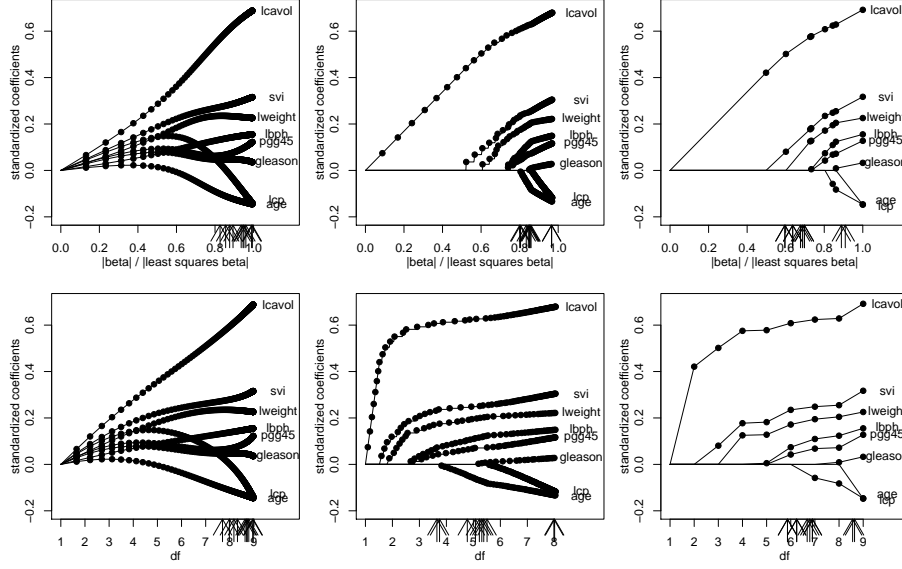 standardized coefficients
0.6
0.4
0.2
0.0
−0.2
lcavol
svi
lweight
lbph
pgg45
gleason
lcp
age
0.0 0.2 0.4 0.6 0.8 1.0
|beta| / |least squares beta|
standardized coefficients
0.6
0.4
0.2
0.0
−0.2
lcavol
svi
lweight
lbph
pgg45
gleason
lcp
age
0.0 0.2 0.4 0.6 0.8 1.0
|beta| / |least squares beta|
standardized coefficients
0.6
0.4
0.2
0.0
−0.2
lcavol
svi
lweight
lbph
pgg45
gleason
age
lcp
0.0 0.2 0.4 0.6 0.8 1.0
|beta| / |least squares beta|
standardized coefficients
0.6
0.4
0.2
0.0
−0.2
lcavol
svi
lweight
lbph
pgg45
gleason
lcp
age
1 2 3 4 5 6 7 8 9
df
standardized coefficients
0.6
0.4
0.2
0.0
−0.2
lcavol
svi
lweight
lbph
pgg45
gleason
lcp
age
1 2 3 4 5 6 7 8
df
standardized coefficients
0.6
0.4
0.2
0.0
−0.2
lcavol
svi
lweight
lbph
pgg45
gleason
age
lcp
1 2 3 4 5 6 7 8 9
df